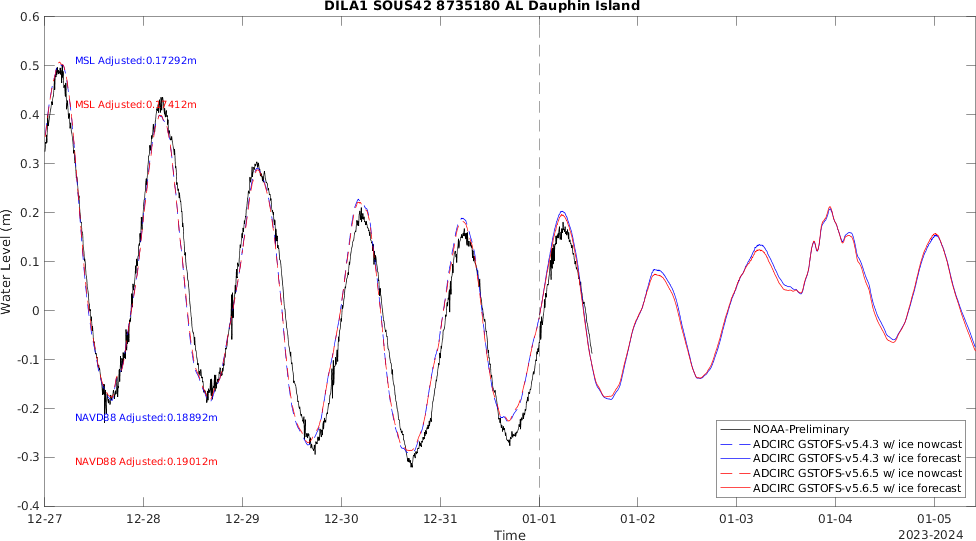 DILA1 SOUS42 8735180 AL Dauphin Island
0.6
0.5
0.4
0.3
0.2
0.1
0
-0.1
-0.2
-0.3
-0.4
Water Level (m)
MSL Adjusted:0.17292m
MSL Adjusted:0.17412m
NAVD88 Adjusted:0.18892m
NAVD88 Adjusted:0.19012m
NOAA-Preliminary
ADCIRC GSTOFS-v5.4.3 w/ ice nowcast
ADCIRC GSTOFS-v5.4.3 w/ ice forecast
ADCIRC GSTOFS-v5.6.5 w/ ice nowcast
ADCIRC GSTOFS-v5.6.5 w/ ice forecast
12-27 12-28 12-29 12-30 12-31 01-01 01-02 01-03 01-04 01-05
Time
2023-2024